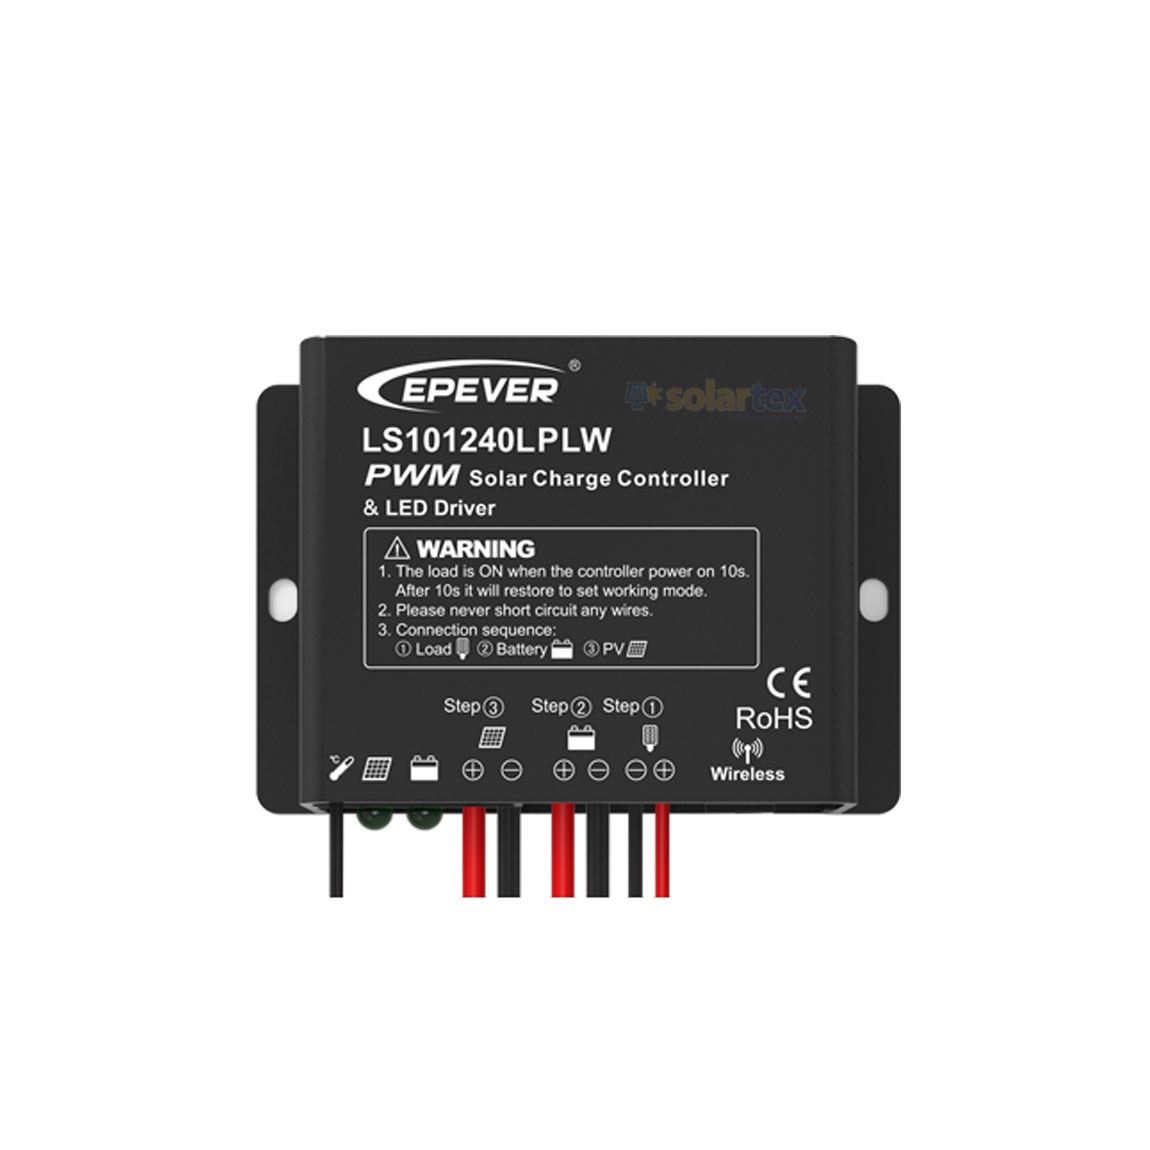 EPEVER®
solartex
LS101240LPLW
PWM Solar Charge Controller
& LED Driver
WARNING
1. The load is ON when the controller power on 10s.
After 10s it will restore to set working mode.
2. Please never short circuit any wires.
3. Connection sequence:
① Load ② Battery ③ PV
CE
RoHS
Step③ Step② Step①
°C
Wireless